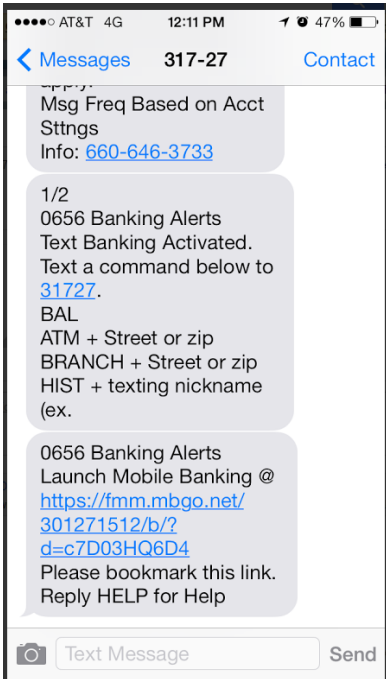 AT&T 4G 12:11 PM 47%
Messages 317-27 Contact
apply.
Msg Freq Based on Acct
Sttngs
Info: 660-646-3733
1/2
0656 Banking Alerts
Text Banking Activated.
Text a command below to
31727.
BAL
ATM + Street or zip
BRANCH + Street or zip
HIST + texting nickname
(ex.
0656 Banking Alerts
Launch Mobile Banking @
https://fmm.mbgo.net/
301271512/b/?
d=c7D03HQ6D4
Please bookmark this link.
Reply HELP for Help
Text Message Send